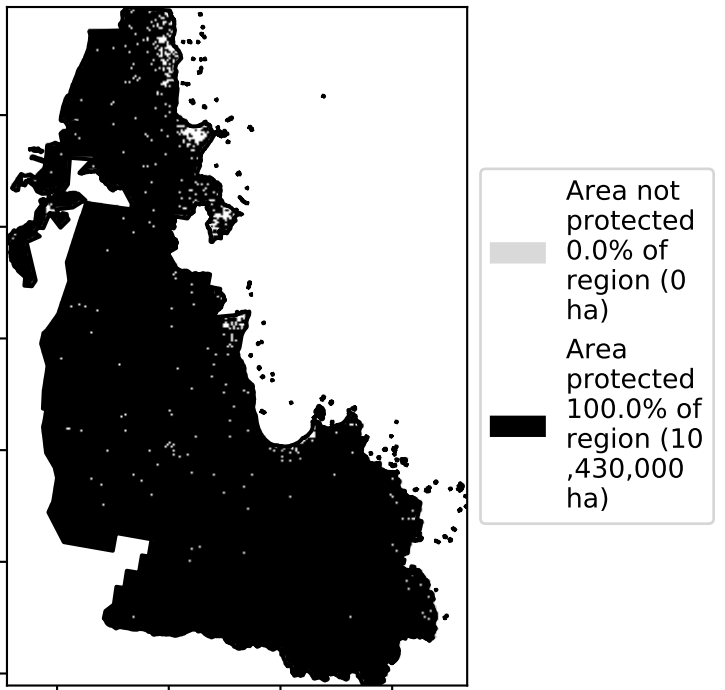 Area not
protected
0.0% of
region (0
ha)
Area
protected
100.0% of
region (10
,430,000
ha)